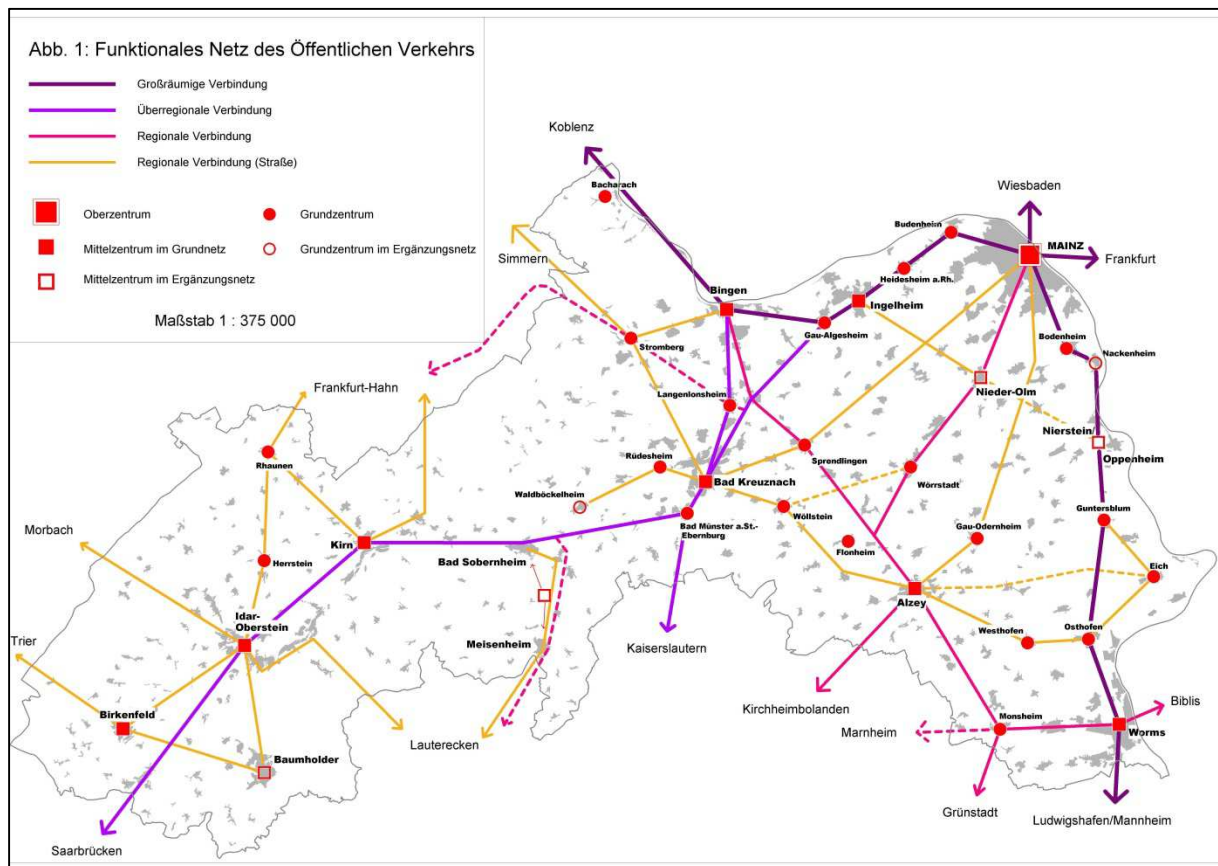 Abb. 1: Funktionales Netz des Öffentlichen Verkehrs
Großräumige Verbindung
Überregionale Verbindung
Regionale Verbindung
Regionale Verbindung (Straße)
Oberzentrum
Grundzentrum
Mittelzentrum im Grundnetz
Grundzentrum im Ergänzungsnetz
Mittelzentrum im Ergänzungsnetz
Maßstab 1 : 375 000
Koblenz
Bacharach
Wiesbaden
Simmern
Budenheim
MAINZ
Frankfurt
Bingen
Heidesheim a.Rh.
Ingelheim
Gau-Algesheim
Stromberg
Bodenheim
Nackenheim
Frankfurt-Hahn
Langenlonsheim
Nieder-Olm
Nierstein
Oppenheim
Rhaunen
Rüdesheim
Sprendlingen
Bad Kreuznach
Wörrstadt
Waldböckelheim
Wöllstein
Guntersblum
Bad Münster a.St.-
Ebernburg
Gau-Odernheim
Morbach
Kirn
Flonheim
Bad Sobernheim
Eich
Herrstein
Alzey
Idar-
Oberstein
Westhofen
Osthofen
Trier
Meisenheim
Kaiserslautern
Kirchheimbolanden
Biblis
Birkenfeld
Monsheim
Marnheim
Worms
Lauterecken
Baumholder
Grünstadt
Ludwigshafen/Mannheim
Saarbrücken